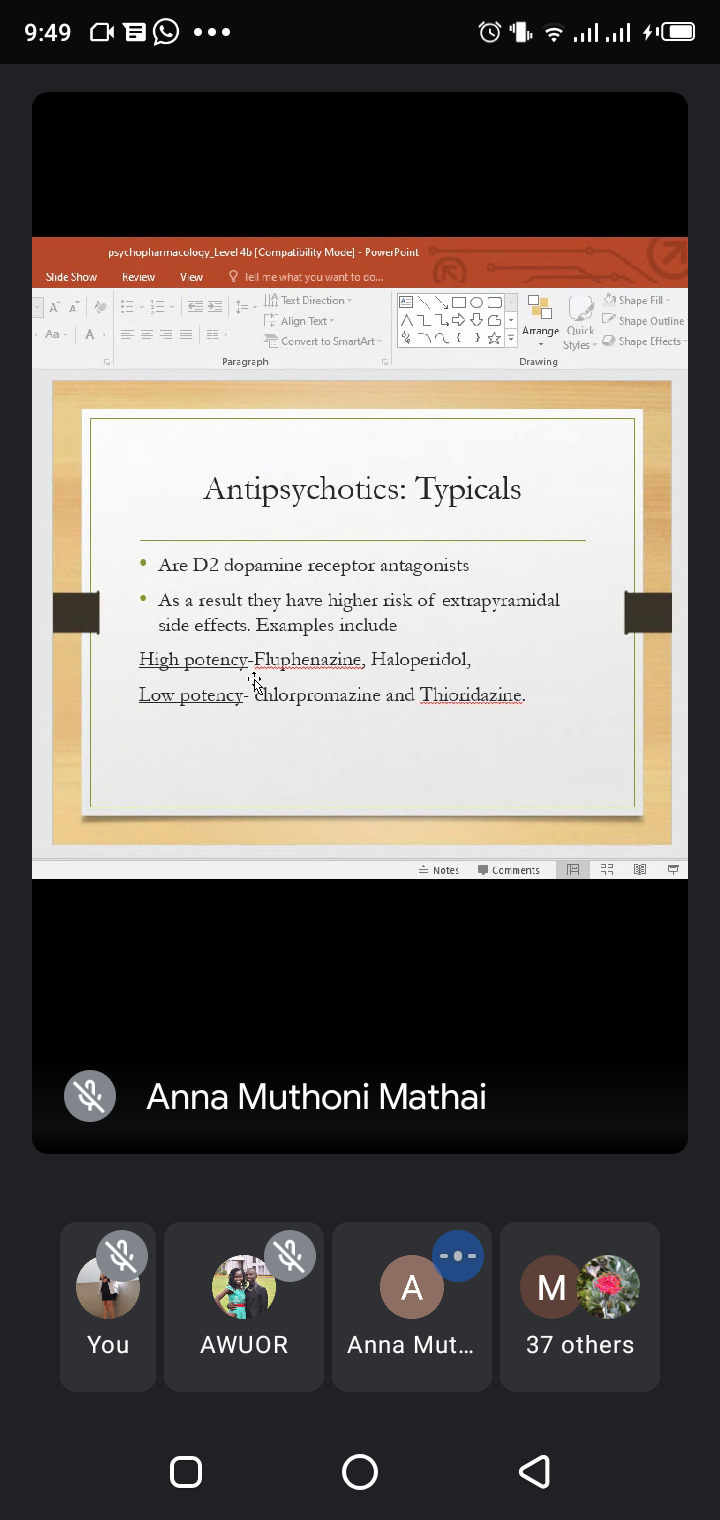 9:49
psychopharmacology_Level 4b [Compatibility Mode] - PowerPoint
Slide Show Review View Tell me what you want to do...
Text Direction
Align Text
Convert to SmartArt
Aa
A
Paragraph
Arrange
Quick Styles
Shape Fill
Shape Outline
Shape Effects
Drawing
Antipsychotics: Typicals
• Are D2 dopamine receptor antagonists
• As a result they have higher risk of extrapyramidal
side effects. Examples include
High potency-Fluphenazine, Haloperidol,
Low potency- chlorpromazine and Thioridazine.
Notes Comments
Anna Muthoni Mathai
A M
You AWUOR Anna Mut... 37 others